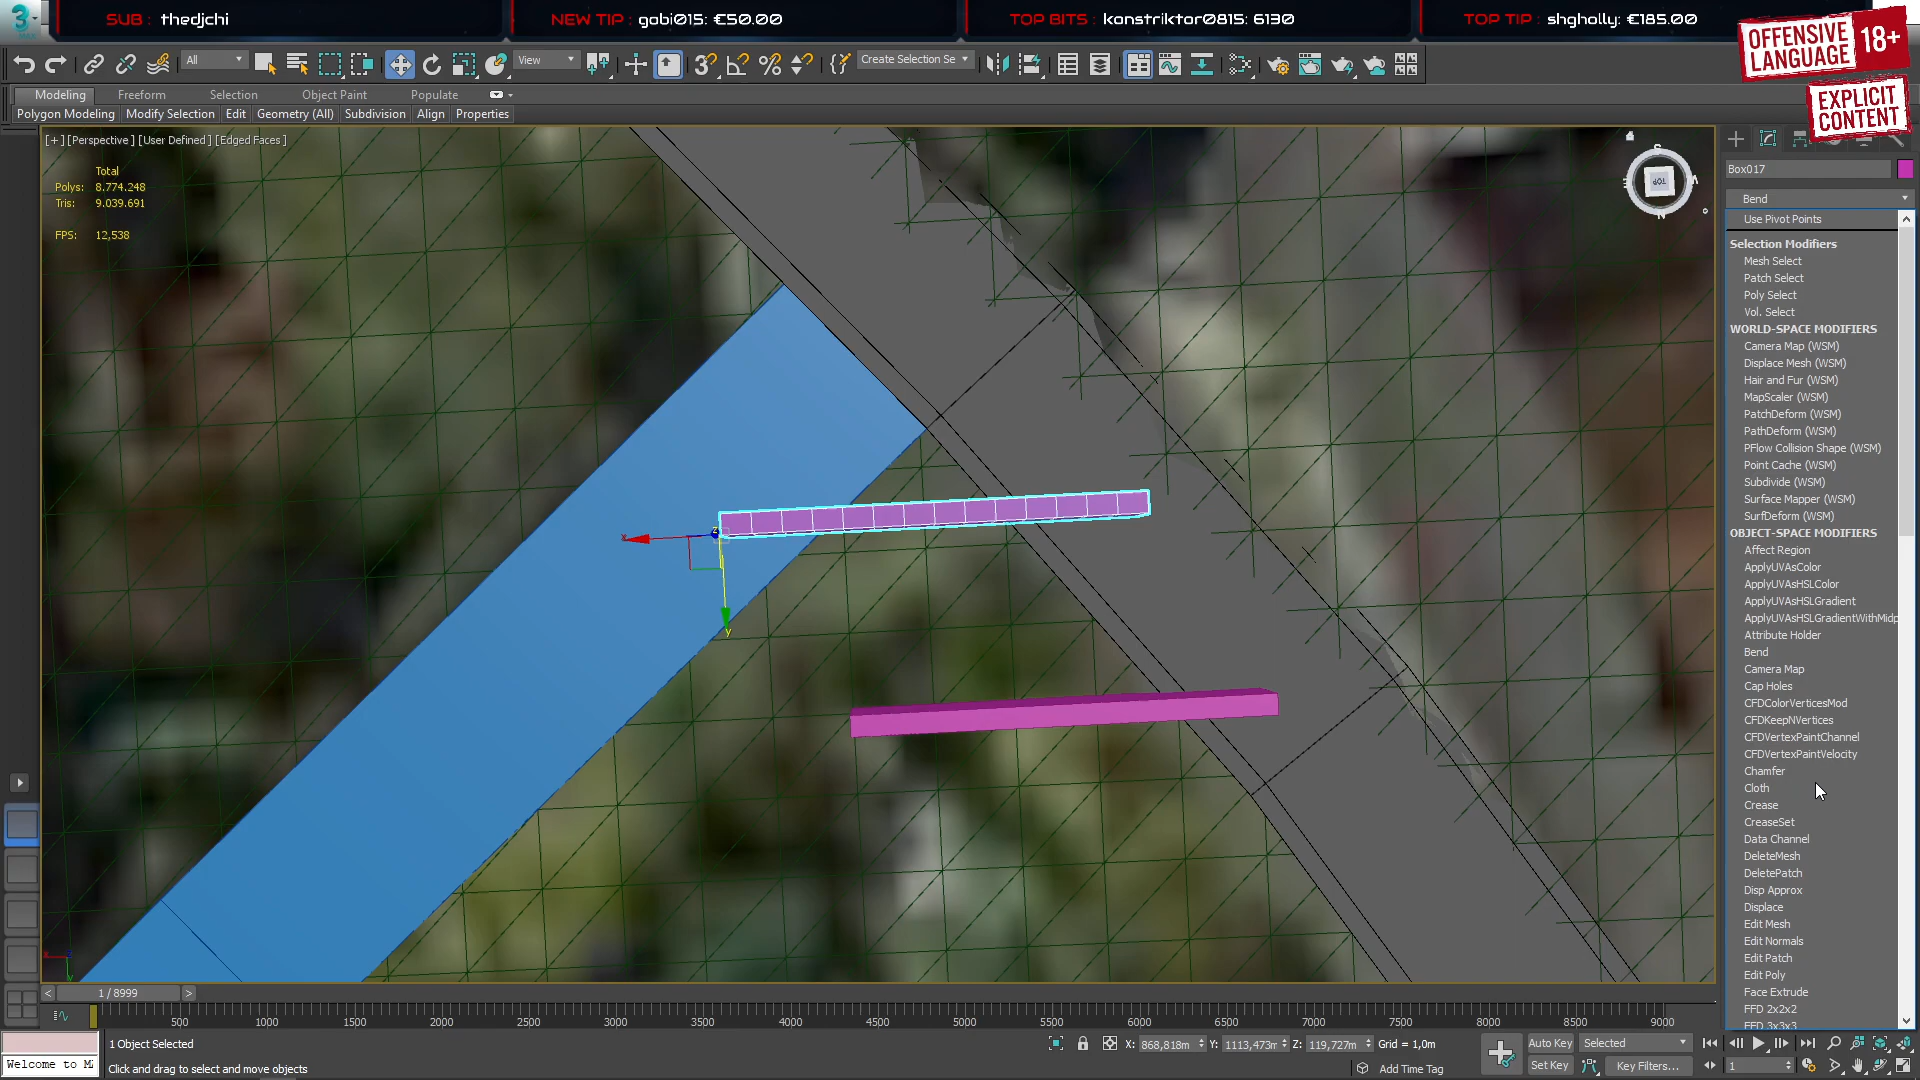 SUB : thedjchi
NEW TIP : gabi015: €50.00
TOP BITS : konstriktor0815: 6130
TOP TIP : shgholly: €185.00
OFFENSIVE LANGUAGE 18+
EXPLICIT CONTENT
3
MAX
All
View
Create Selection Se
Modeling
Freeform
Selection
Object Paint
Populate
Polygon Modeling
Modify Selection
Edit
Geometry (All)
Subdivision
Align
Properties
[+] [Perspective ] [User Defined ] [Edged Faces ]
Total
Polys: 8.774.248
Tris: 9.039.691
FPS: 12,538
TOP
x
y
Box017
Bend
Use Pivot Points
Selection Modifiers
Mesh Select
Patch Select
Poly Select
Vol. Select
WORLD-SPACE MODIFIERS
Camera Map (WSM)
Displace Mesh (WSM)
Hair and Fur (WSM)
MapScaler (WSM)
PatchDeform (WSM)
PathDeform (WSM)
PFlow Collision Shape (WSM)
Point Cache (WSM)
Subdivide (WSM)
Surface Mapper (WSM)
SurfDeform (WSM)
OBJECT-SPACE MODIFIERS
Affect Region
ApplyUVAsColor
ApplyUVAsHSLColor
ApplyUVAsHSLGradient
ApplyUVAsHSLGradientWithMidp
Attribute Holder
Bend
Camera Map
Cap Holes
CFDColorVerticesMod
CFDKeepNVertices
CFDVertexPaintChannel
CFDVertexPaintVelocity
Chamfer
Cloth
Crease
CreaseSet
Data Channel
DeleteMesh
DeletePatch
Disp Approx
Displace
Edit Mesh
Edit Normals
Edit Patch
Edit Poly
Face Extrude
FFD 2x2x2
FFD 3x3x3
< 1 / 8999 >
500 1000 1500 2000 2500 3000 3500 4000 4500 5000 5500 6000 6500 7000 7500 8000 8500 9000
1 Object Selected
X: 868,818m Y: 1113,473m Z: 119,727m Grid = 1,0m
Auto Key
Selected
Welcome to M
Click and drag to select and move objects
Add Time Tag
Set Key
Key Filters...
1